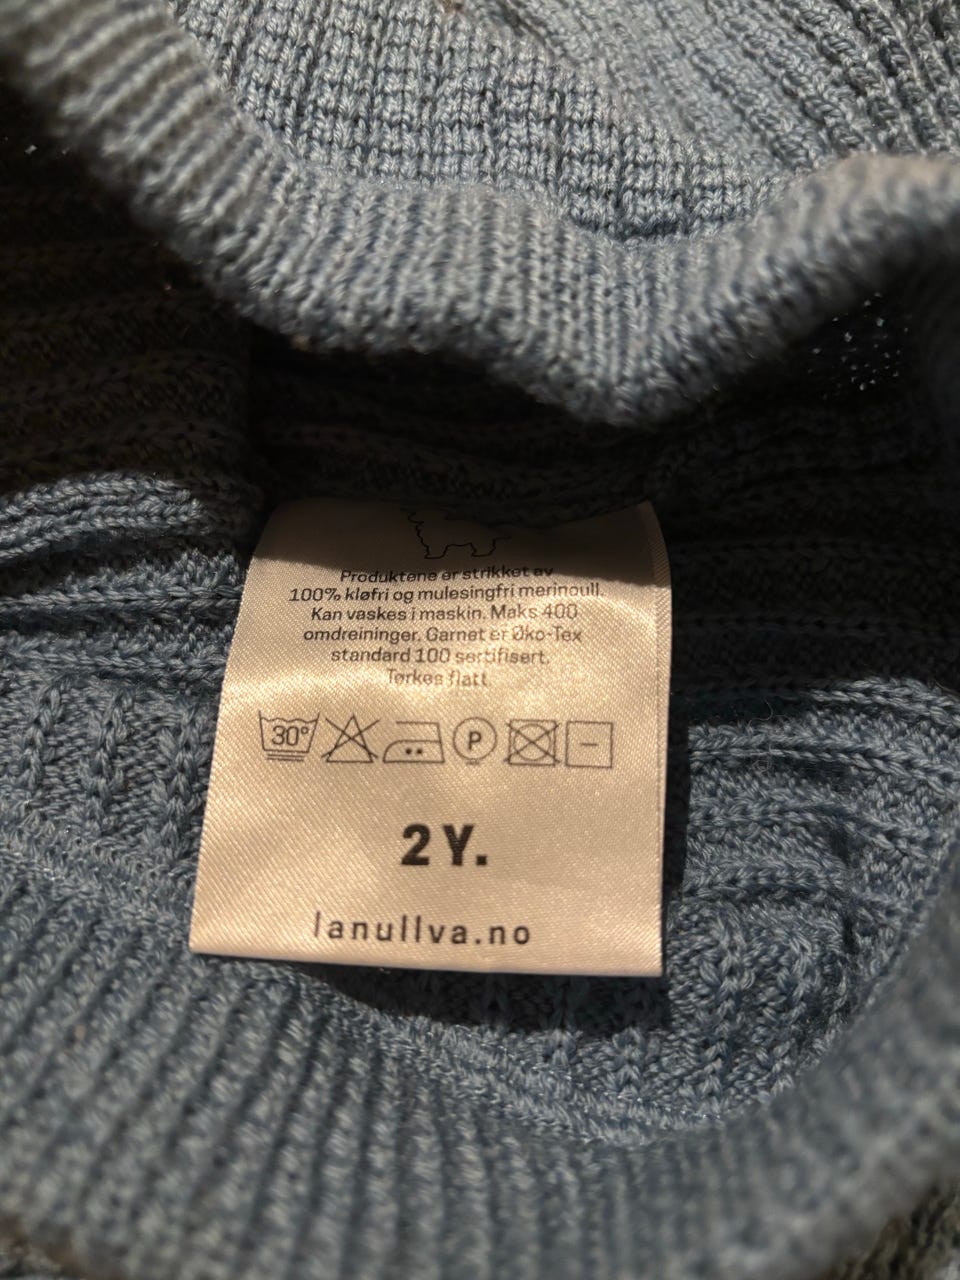 Produktene er strikket av
100% kløfri og mulesingfri merinoull.
Kan vaskes i maskin. Maks 400
omdreininger. Garnet er Øko-Tex
standard 100 sertifisert.
Tørkes flatt.
30° P
2 Y.
lanullva.no